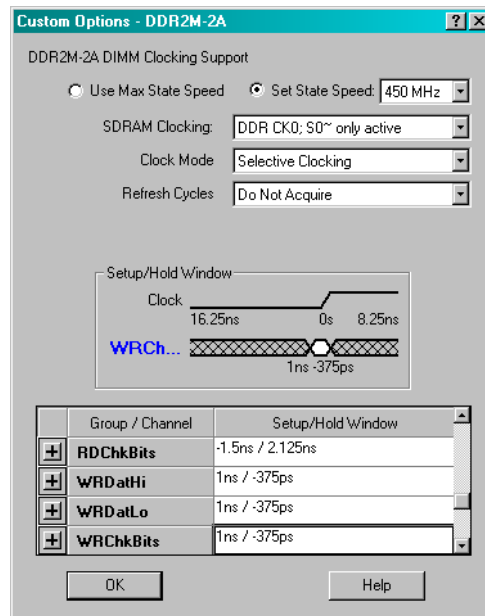 Custom Options - DDR2M-2A
DDR2M-2A DIMM Clocking Support
Use Max State Speed Set State Speed: 450 MHz
SDRAM Clocking: DDR CK0; S0~ only active
Clock Mode Selective Clocking
Refresh Cycles Do Not Acquire
Setup/Hold Window
Clock
16.25ns 0s 8.25ns
WRCh...
1ns -375ps
Group / Channel Setup/Hold Window
+ RDChkBits -1.5ns / 2.125ns
+ WRDatHi 1ns / -375ps
+ WRDatLo 1ns / -375ps
+ WRChkBits 1ns / -375ps
OK Help